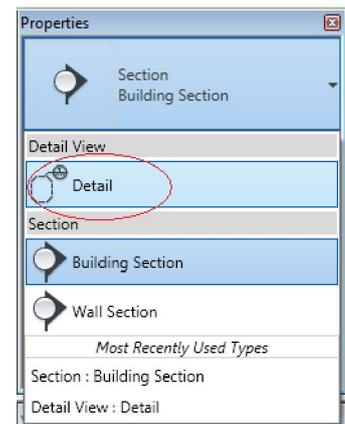 Properties
Section
Building Section
Detail View
Detail
Section
Building Section
Wall Section
Most Recently Used Types
Section : Building Section
Detail View : Detail